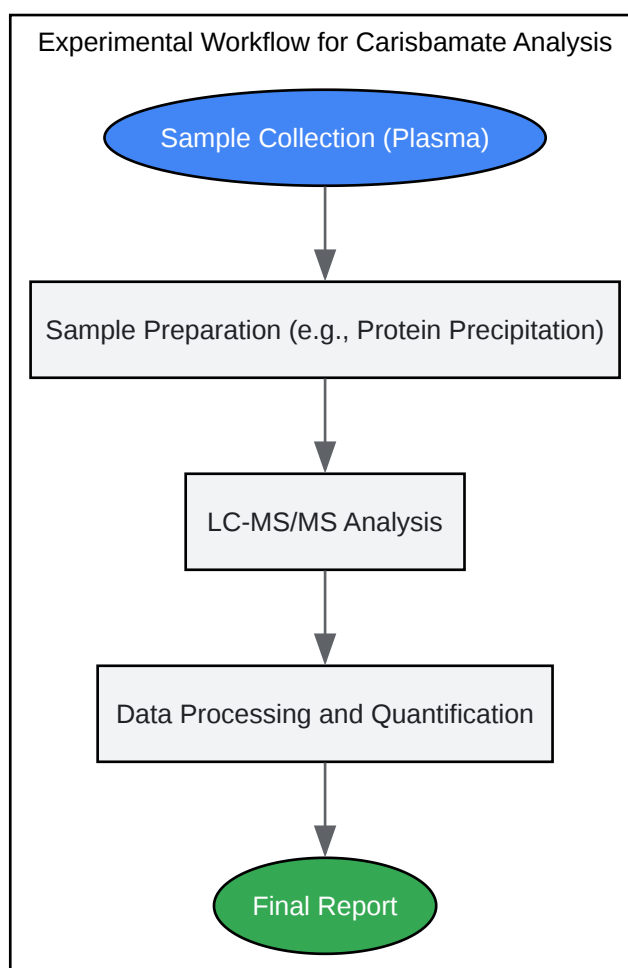 Experimental Workflow for Carisbamate Analysis
Sample Collection (Plasma)
Sample Preparation (e.g., Protein Precipitation)
LC-MS/MS Analysis
Data Processing and Quantification
Final Report